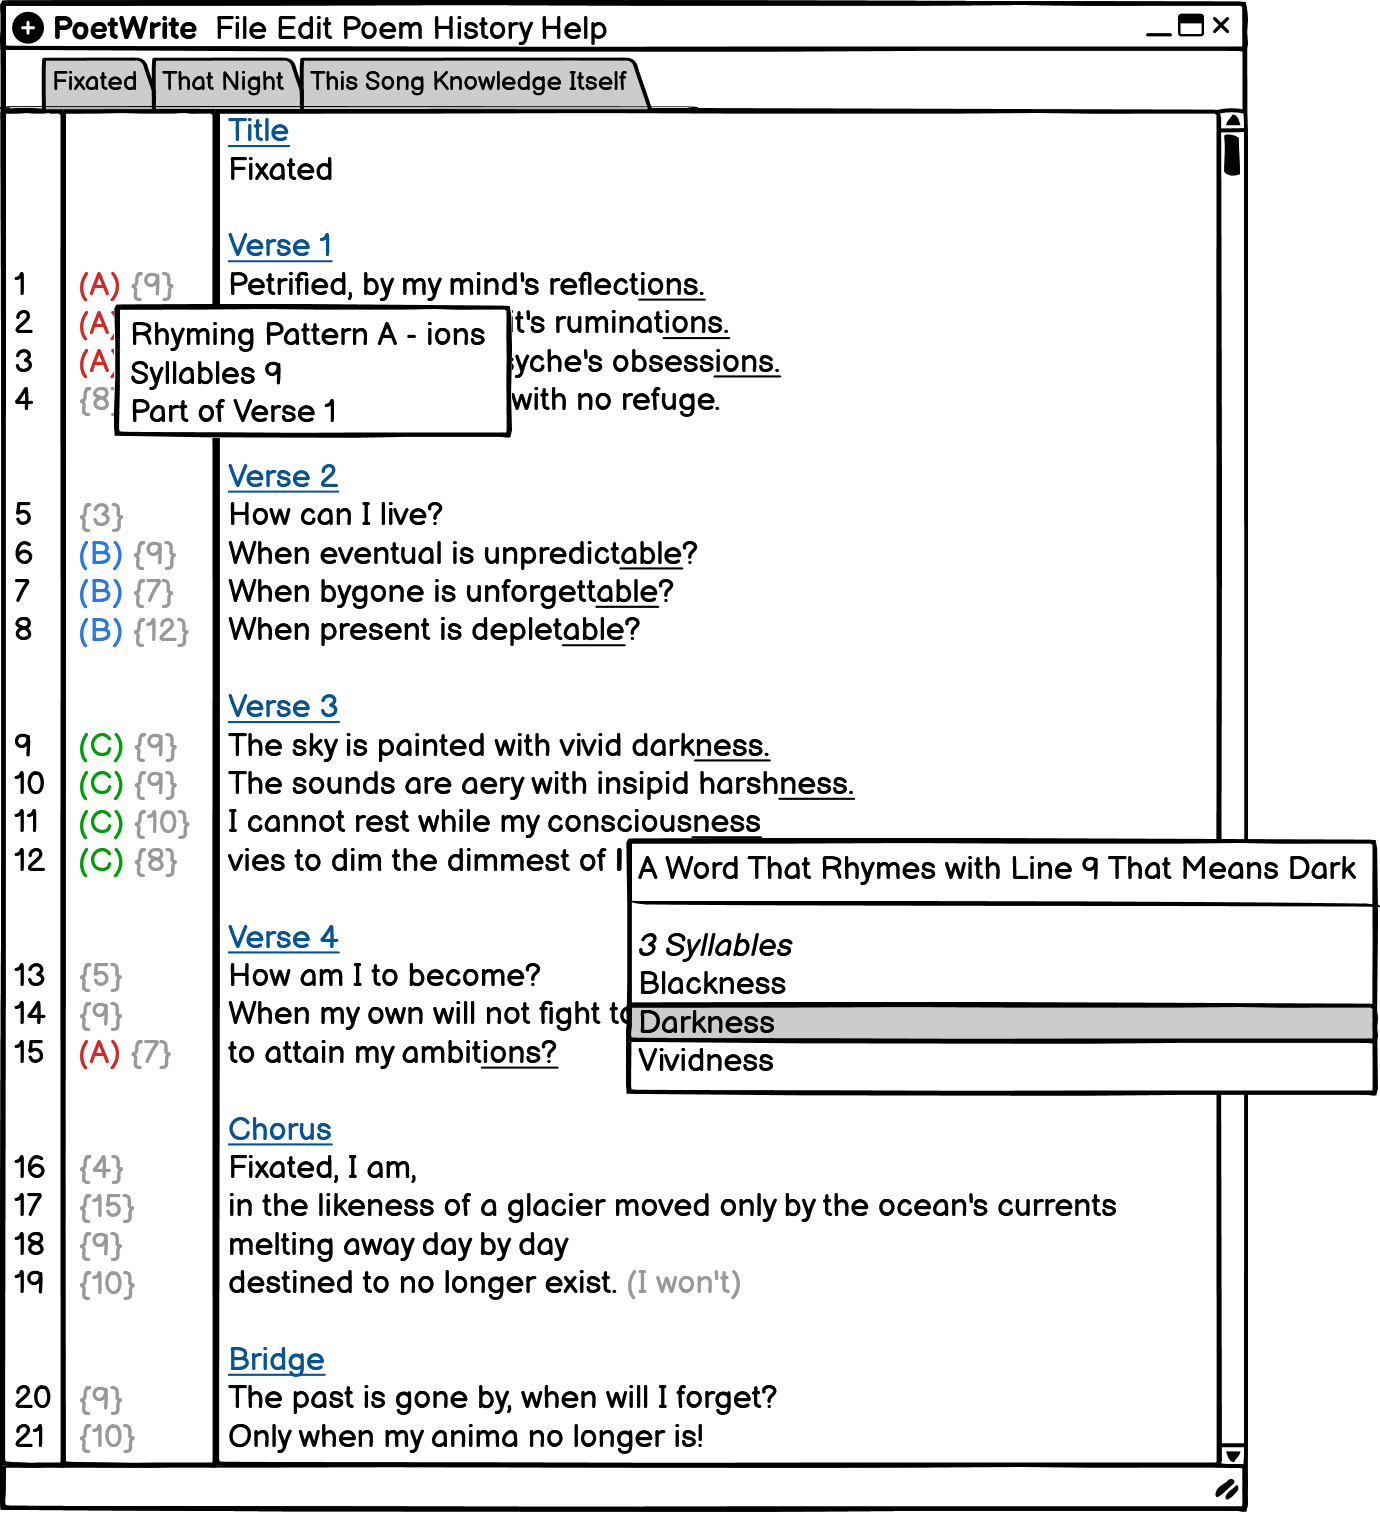 + PoetWrite File Edit Poem History Help
Fixated That Night This Song Knowledge Itself
Title
Fixated
Verse 1
1 (A) {9} Petrified, by my mind's reflections.
2 (A) it's ruminations.
3 (A) obsessions.
4 {8} with no refuge.
Rhyming Pattern A - ions
Syllables 9
Part of Verse 1
Verse 2
5 {3} How can I live?
6 (B) {9} When eventual is unpredictable?
7 (B) {7} When bygone is unforgettable?
8 (B) {12} When present is depletable?
Verse 3
9 (C) {9} The sky is painted with vivid darkness.
10 (C) {9} The sounds are aery with insipid harshness.
11 (C) {10} I cannot rest while my consciousness
12 (C) {8} vies to dim the dimmest of
A Word That Rhymes with Line 9 That Means Dark
3 Syllables
Blackness
Darkness
Vividness
Verse 4
13 {5} How am I to become?
14 {9} When my own will not fight
15 (A) {7} to attain my ambitions?
Chorus
16 {4} Fixated, I am,
17 {15} in the likeness of a glacier moved only by the ocean's currents
18 {9} melting away day by day
19 {10} destined to no longer exist. (I won't)
Bridge
20 {9} The past is gone by, when will I forget?
21 {10} Only when my anima no longer is!